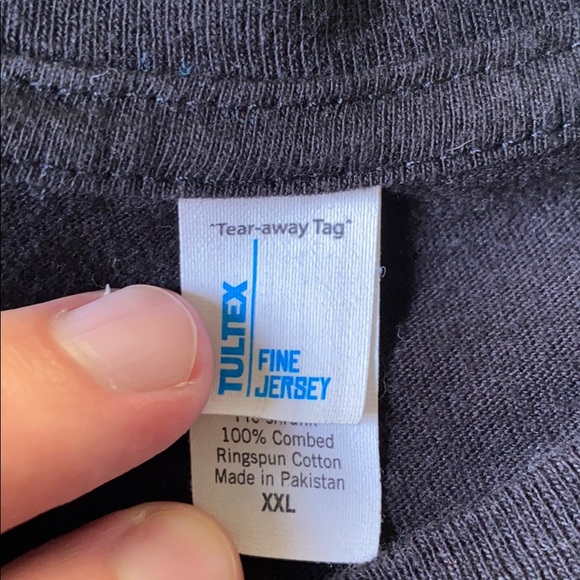 "Tear-away Tag"
TULTEX
FINE
JERSEY
100% Combed
Ringspun Cotton
Made in Pakistan
XXL